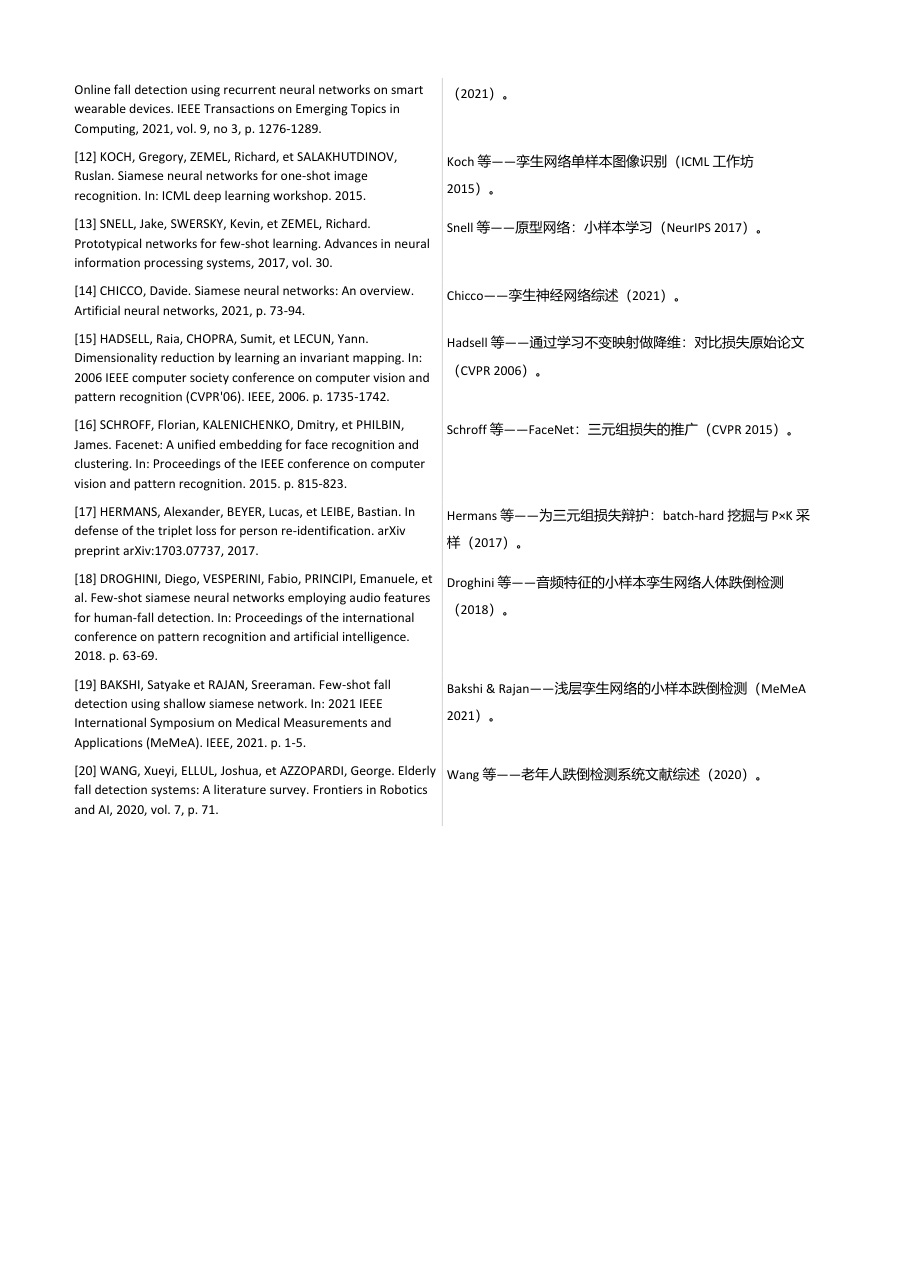 Online fall detection using recurrent neural networks on smart
wearable devices. IEEE Transactions on Emerging Topics in
Computing, 2021, vol. 9, no 3, p. 1276-1289.
（2021）。
[12] KOCH, Gregory, ZEMEL, Richard, et SALAKHUTDINOV,
Ruslan. Siamese neural networks for one-shot image
recognition. In: ICML deep learning workshop. 2015.
Koch 等——孪生网络单样本图像识别（ICML 工作坊
2015）。
[13] SNELL, Jake, SWERSKY, Kevin, et ZEMEL, Richard.
Prototypical networks for few-shot learning. Advances in neural
information processing systems, 2017, vol. 30.
Snell 等——原型网络：小样本学习（NeurIPS 2017）。
[14] CHICCO, Davide. Siamese neural networks: An overview.
Artificial neural networks, 2021, p. 73-94.
Chicco——孪生神经网络综述（2021）。
[15] HADSELL, Raia, CHOPRA, Sumit, et LECUN, Yann.
Dimensionality reduction by learning an invariant mapping. In:
2006 IEEE computer society conference on computer vision and
pattern recognition (CVPR'06). IEEE, 2006. p. 1735-1742.
Hadsell 等——通过学习不变映射做降维：对比损失原始论文
（CVPR 2006）。
[16] SCHROFF, Florian, KALENICHENKO, Dmitry, et PHILBIN,
James. Facenet: A unified embedding for face recognition and
clustering. In: Proceedings of the IEEE conference on computer
vision and pattern recognition. 2015. p. 815-823.
Schroff 等——FaceNet：三元组损失的推广（CVPR 2015）。
[17] HERMANS, Alexander, BEYER, Lucas, et LEIBE, Bastian. In
defense of the triplet loss for person re-identification. arXiv
preprint arXiv:1703.07737, 2017.
Hermans 等——为三元组损失辩护：batch-hard 挖掘与 P×K 采
样（2017）。
[18] DROGHINI, Diego, VESPERINI, Fabio, PRINCIPI, Emanuele, et
al. Few-shot siamese neural networks employing audio features
for human-fall detection. In: Proceedings of the international
conference on pattern recognition and artificial intelligence.
2018. p. 63-69.
Droghini 等——音频特征的小样本孪生网络人体跌倒检测
（2018）。
[19] BAKSHI, Satyake et RAJAN, Sreeraman. Few-shot fall
detection using shallow siamese network. In: 2021 IEEE
International Symposium on Medical Measurements and
Applications (MeMeA). IEEE, 2021. p. 1-5.
Bakshi & Rajan——浅层孪生网络的小样本跌倒检测（MeMeA
2021）。
[20] WANG, Xueyi, ELLUL, Joshua, et AZZOPARDI, George. Elderly
fall detection systems: A literature survey. Frontiers in Robotics
and AI, 2020, vol. 7, p. 71.
Wang 等——老年人跌倒检测系统文献综述（2020）。